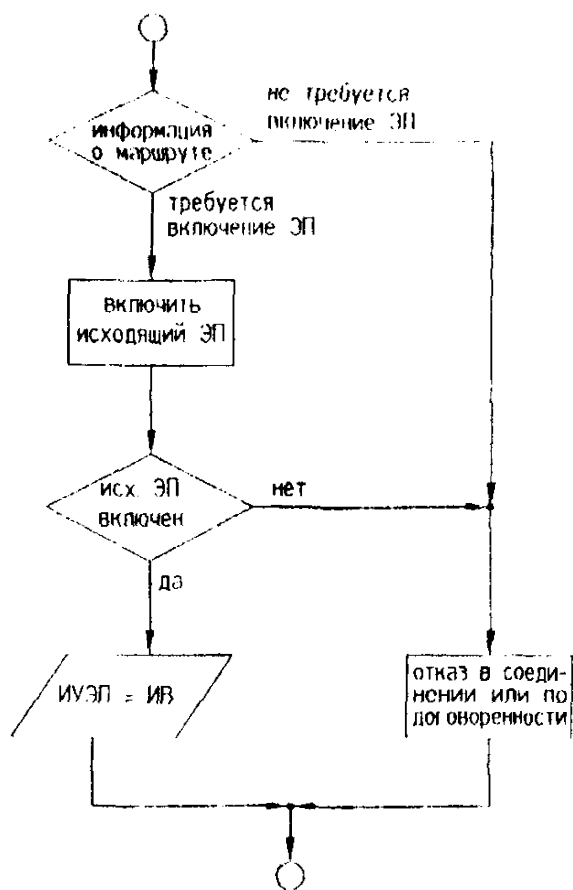 не требуется
включение ЭП
информация
о маршруте
требуется
включение ЭП
включить
исходящий ЭП
исх. ЭП
включен
нет
да
ИУЭП = ИВ
отказ в соеди-
нении или по
договоренности